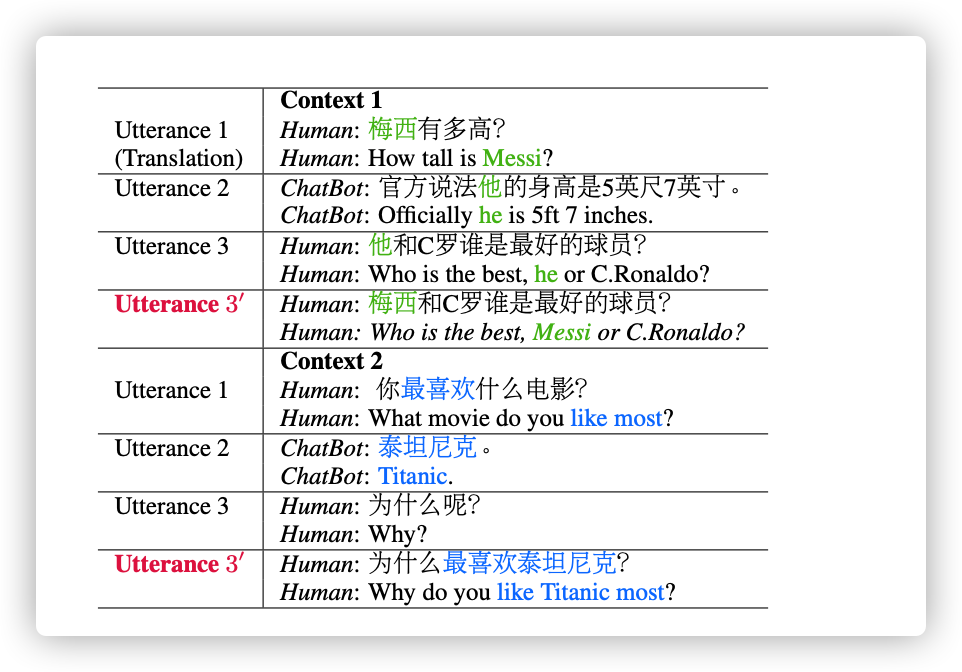 Context 1
Utterance 1 Human: 梅西有多高?
(Translation) Human: How tall is Messi?
Utterance 2 ChatBot: 官方说法他的身高是5英尺7英寸。
ChatBot: Officially he is 5ft 7 inches.
Utterance 3 Human: 他和C罗谁是最好的球员?
Human: Who is the best, he or C.Ronaldo?
Utterance 3′ Human: 梅西和C罗谁是最好的球员?
Human: Who is the best, Messi or C.Ronaldo?
Context 2
Utterance 1 Human: 你最喜欢什么电影?
Human: What movie do you like most?
Utterance 2 ChatBot: 泰坦尼克。
ChatBot: Titanic.
Utterance 3 Human: 为什么呢?
Human: Why?
Utterance 3′ Human: 为什么最喜欢泰坦尼克?
Human: Why do you like Titanic most?